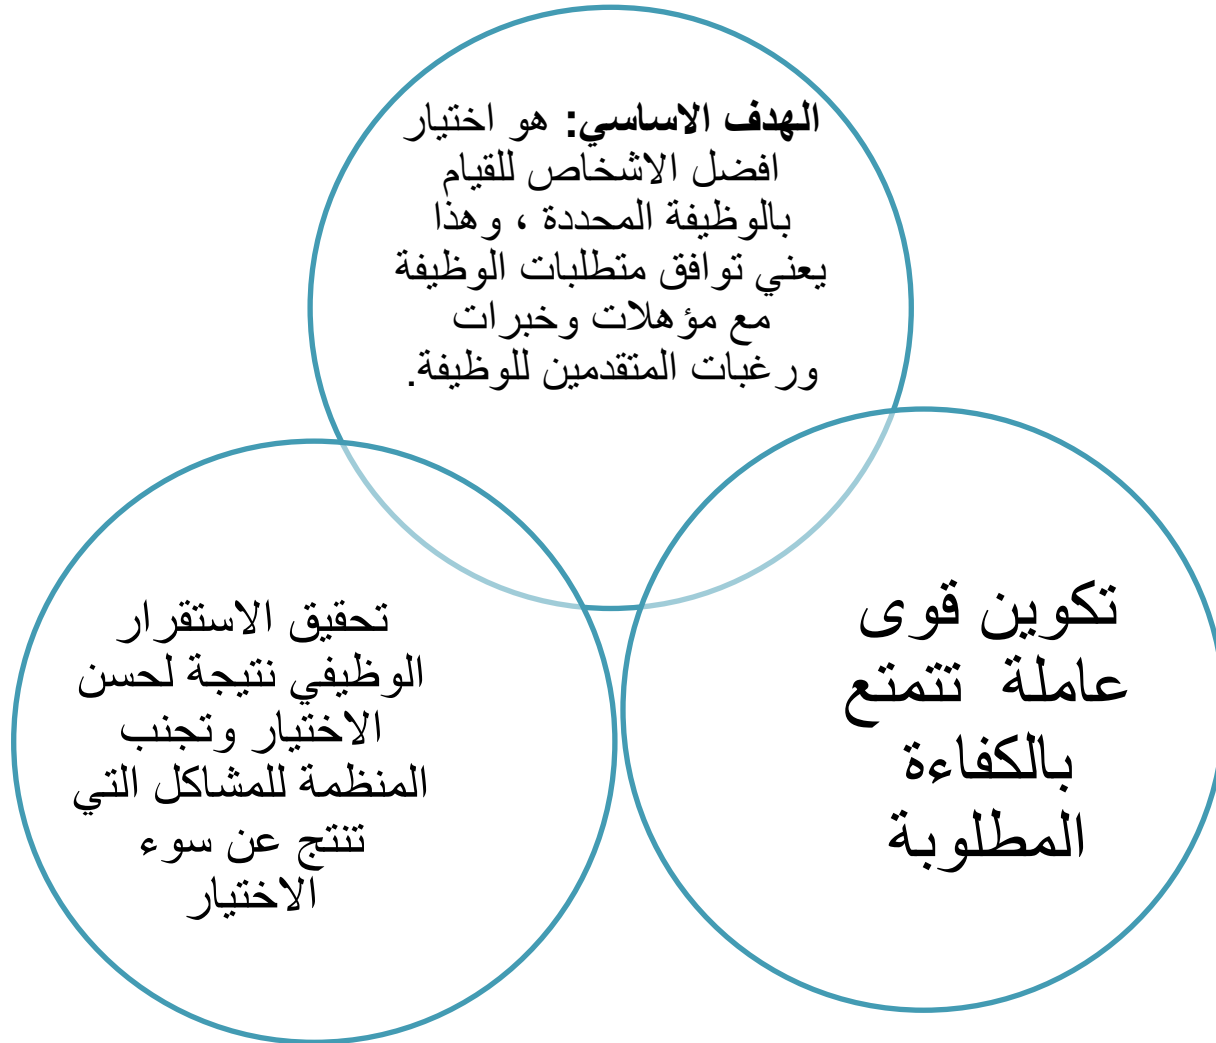 الهدف الاساسي: هو اختيار
افضل الاشخاص للقيام
بالوظيفة المحددة ، وهذا
يعني توافق متطلبات الوظيفة
مع مؤهلات وخبرات
ورغبات المتقدمين للوظيفة.
تكوين قوى
عاملة تتمتع
بالكفاءة
المطلوبة
تحقيق الاستقرار
الوظيفي نتيجة لحسن
الاختيار وتجنب
المنظمة للمشاكل التي
تنتج عن سوء
الاختيار